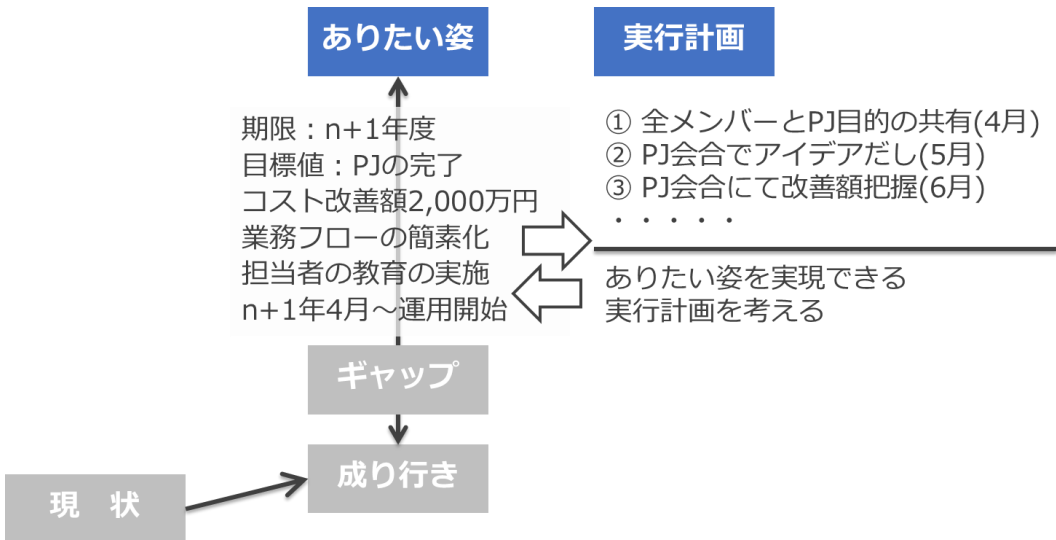 ありたい姿
実行計画
期限：n+1年度
目標値：PJの完了
コスト改善額2,000万円
業務フローの簡素化
担当者の教育の実施
n+1年4月～運用開始
① 全メンバーとPJ目的の共有(4月)
② PJ会合でアイデアだし(5月)
③ PJ会合にて改善額把握(6月)
・・・・・
ありたい姿を実現できる
実行計画を考える
ギャップ
成り行き
現　状